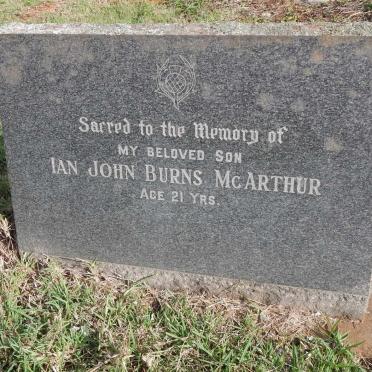 Sacred to the Memory of
MY BELOVED SON
IAN JOHN BURNS MCARTHUR
AGE 21 YRS.